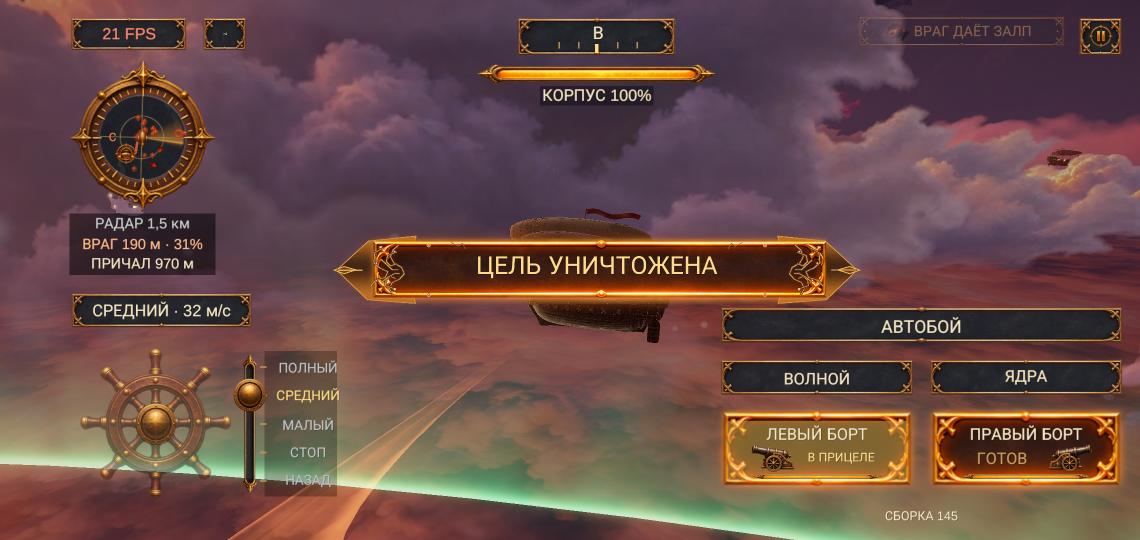 21 FPS
В
ВРАГ ДАЁТ ЗАЛП
КОРПУС 100%
С
РАДАР 1,5 км
ВРАГ 190 м · 31%
ПРИЧАЛ 970 м
ЦЕЛЬ УНИЧТОЖЕНА
СРЕДНИЙ · 32 м/с
АВТОБОЙ
ПОЛНЫЙ
СРЕДНИЙ
МАЛЫЙ
СТОП
НАЗАД
ВОЛНОЙ
ЯДРА
ЛЕВЫЙ БОРТ
В ПРИЦЕЛЕ
ПРАВЫЙ БОРТ
ГОТОВ
СБОРКА 145